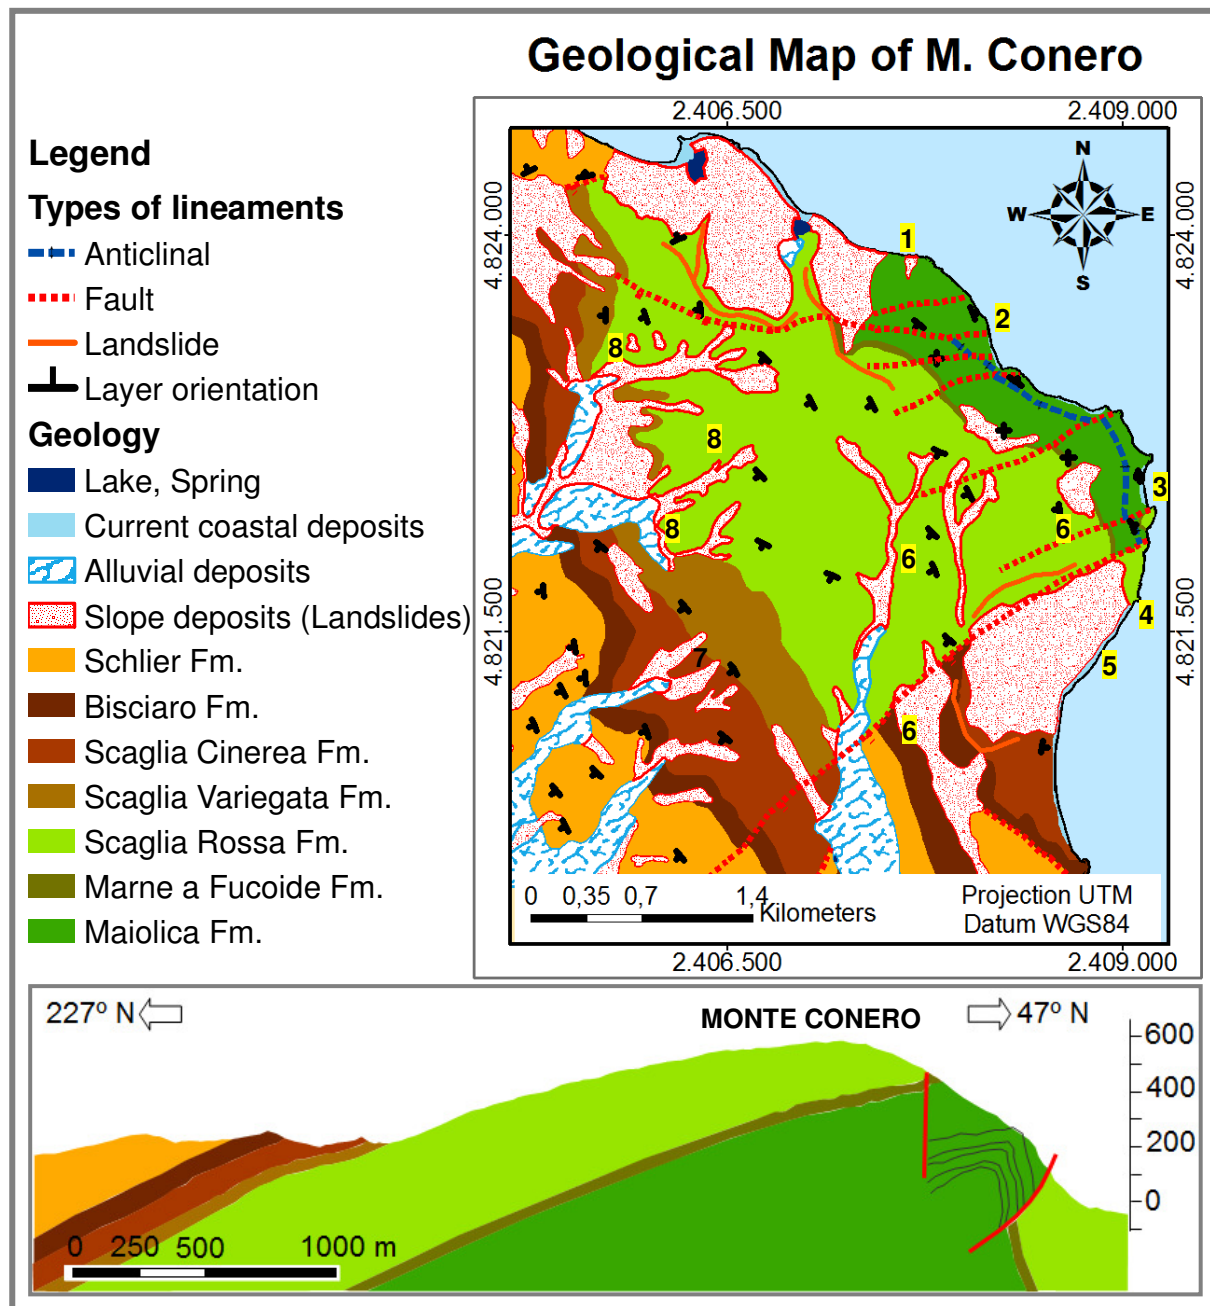 Geological Map of M. Conero
Legend
Types of lineaments
Anticlinal
Fault
Landslide
Layer orientation
Geology
Lake, Spring
Current coastal deposits
Alluvial deposits
Slope deposits (Landslides)
Schlier Fm.
Bisciaro Fm.
Scaglia Cinerea Fm.
Scaglia Variegata Fm.
Scaglia Rossa Fm.
Marne a Fucoide Fm.
Maiolica Fm.
2.406.500 2.409.000
4.824.000 4.824.000
N
W E
S
1
2
8
8
3
8 6
6
4
7 5
6
4.821.500 4.821.500
0 0,35 0,7 1,4
Kilometers
Projection UTM
Datum WGS84
2.406.500 2.409.000
227º N
MONTE CONERO
47º N
600
400
200
0
0 250 500 1000 m